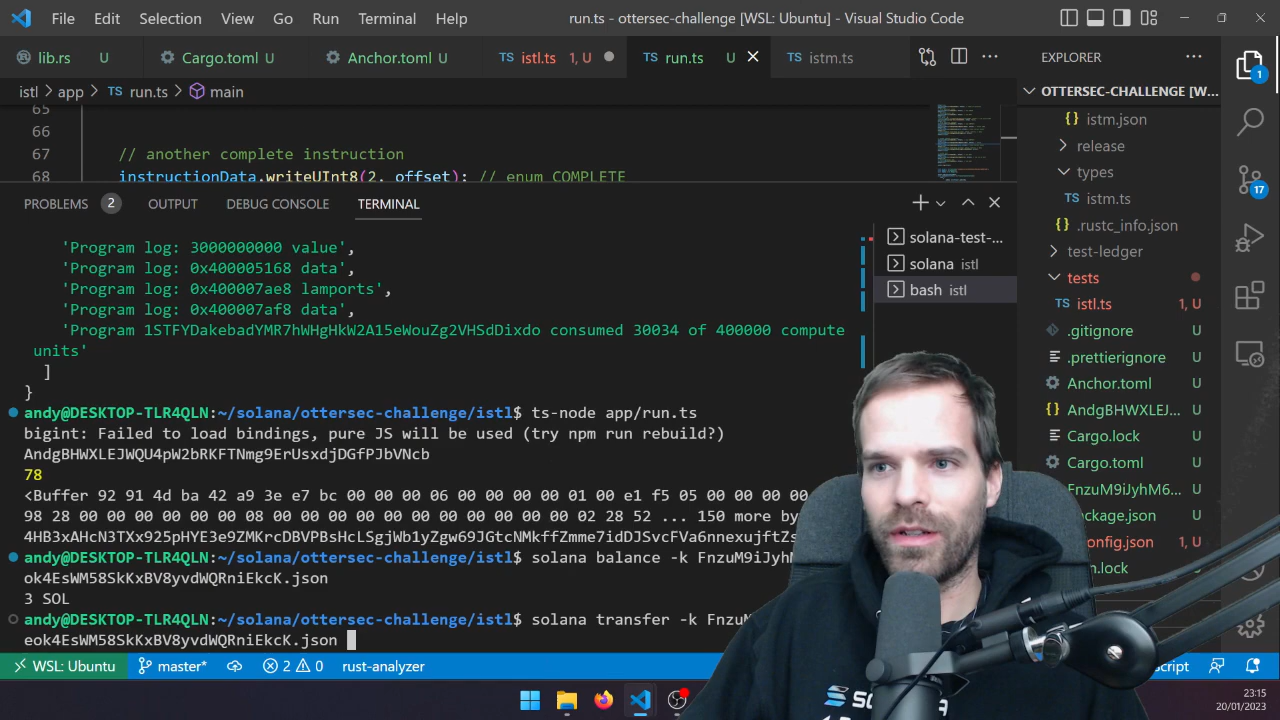 File Edit Selection View Go Run Terminal Help run.ts - ottersec-challenge [WSL: Ubuntu] - Visual Studio Code
lib.rs U Cargo.toml U Anchor.toml U TS istl.ts 1, U TS run.ts U TS istm.ts EXPLORER
istl > app > TS run.ts > main
OTTERSEC-CHALLENGE [W...
65
66
67 // another complete instruction
68 instructionData.writeUInt8(2, offset); // enum COMPLETE
istm.json
release
types
TS istm.ts
.rustc_info.json
test-ledger
tests
TS istl.ts 1, U
.gitignore
.prettierignore
Anchor.toml U
AndgBHWXLEJ... U
Cargo.lock U
Cargo.toml U
FnzuM9iJyhM6... U
ackage.json U
onfig.json 1, U
n.lock U
1
17
PROBLEMS 2 OUTPUT DEBUG CONSOLE TERMINAL
solana-test-...
solana istl
bash istl
'Program log: 3000000000 value',
'Program log: 0x400005168 data',
'Program log: 0x400007ae8 lamports',
'Program log: 0x400007af8 data',
'Program 1STFYDakebadYMR7hWHgHkW2A15eWouZg2VHSdDixdo consumed 30034 of 400000 compute
units'
]
}
andy@DESKTOP-TLR4QLN:~/solana/ottersec-challenge/istl$ ts-node app/run.ts
bigint: Failed to load bindings, pure JS will be used (try npm run rebuild?)
AndgBHWXLEJWQU4pW2bRKFTNmg9ErUsxdjDGfPJbVNcb
78
<Buffer 92 91 4d ba 42 a9 3e e7 bc 00 00 00 06 00 00 00 00 01 00 e1 f5 05 00 00 00 00
98 28 00 00 00 00 00 00 08 00 00 00 00 00 00 00 00 00 00 00 02 28 52 ... 150 more by
4HB3xAHcN3TXx925pHYE3e9ZMKrcDBVPBsHcLSgjWb1yZgw69JGtcNMkffZmme7idDJSvcFVa6nnexujftZs
andy@DESKTOP-TLR4QLN:~/solana/ottersec-challenge/istl$ solana balance -k FnzuM9iJyhM
ok4EsWM58SkKxBV8yvdWQRniEkcK.json
3 SOL
andy@DESKTOP-TLR4QLN:~/solana/ottersec-challenge/istl$ solana transfer -k Fnzu
eok4EsWM58SkKxBV8yvdWQRniEkcK.json
WSL: Ubuntu master* 2 0 rust-analyzer
23:15
20/01/2023